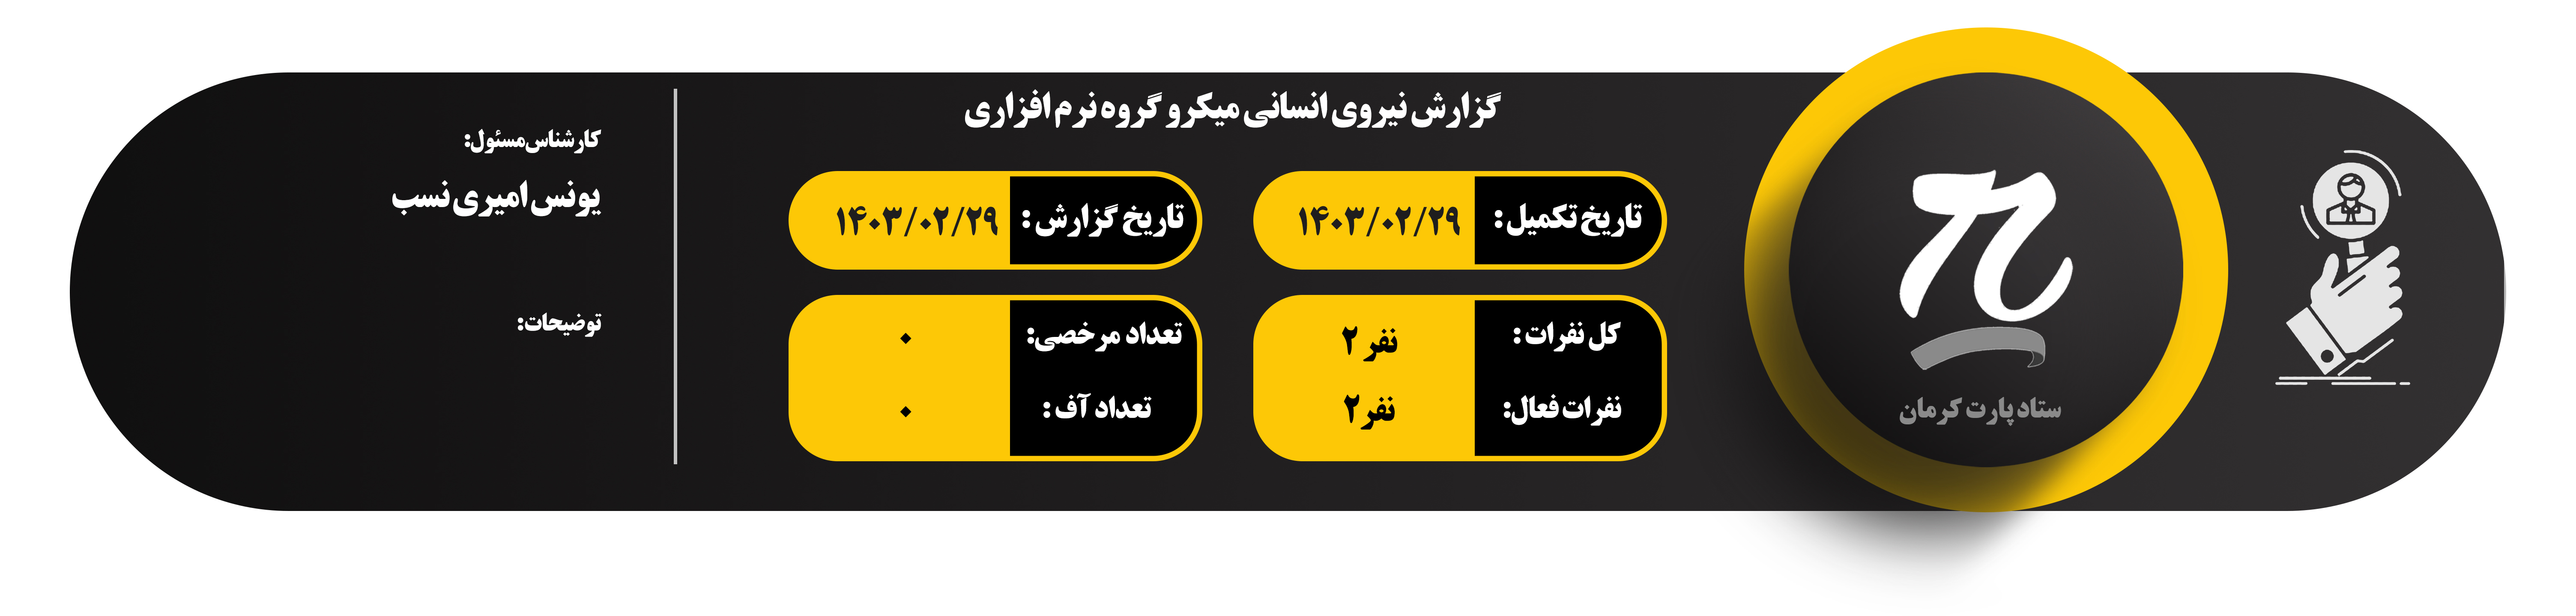 گزارش نیروی انسانی میکرو گروه نرم افزاری
تاریخ تکمیل: ۱۴۰۳/۰۲/۲۹
تاریخ گزارش: ۱۴۰۳/۰۲/۲۹
کل نفرات: ۲ نفر
نفرات فعال: ۲ نفر
تعداد مرخصی: ۰
تعداد آف: ۰
کارشناس مسئول:
یونس امیری نسب
توضیحات:
ستاد پارت کرمان